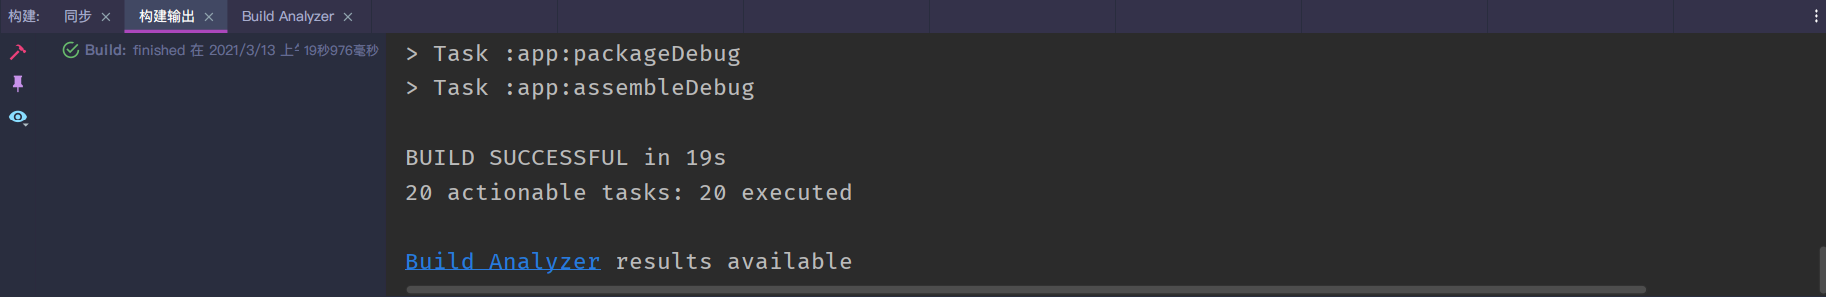 构建: 同步 构建输出 Build Analyzer
Build: finished 在 2021/3/13 上 19秒976毫秒
> Task :app:packageDebug
> Task :app:assembleDebug
BUILD SUCCESSFUL in 19s
20 actionable tasks: 20 executed
Build Analyzer results available